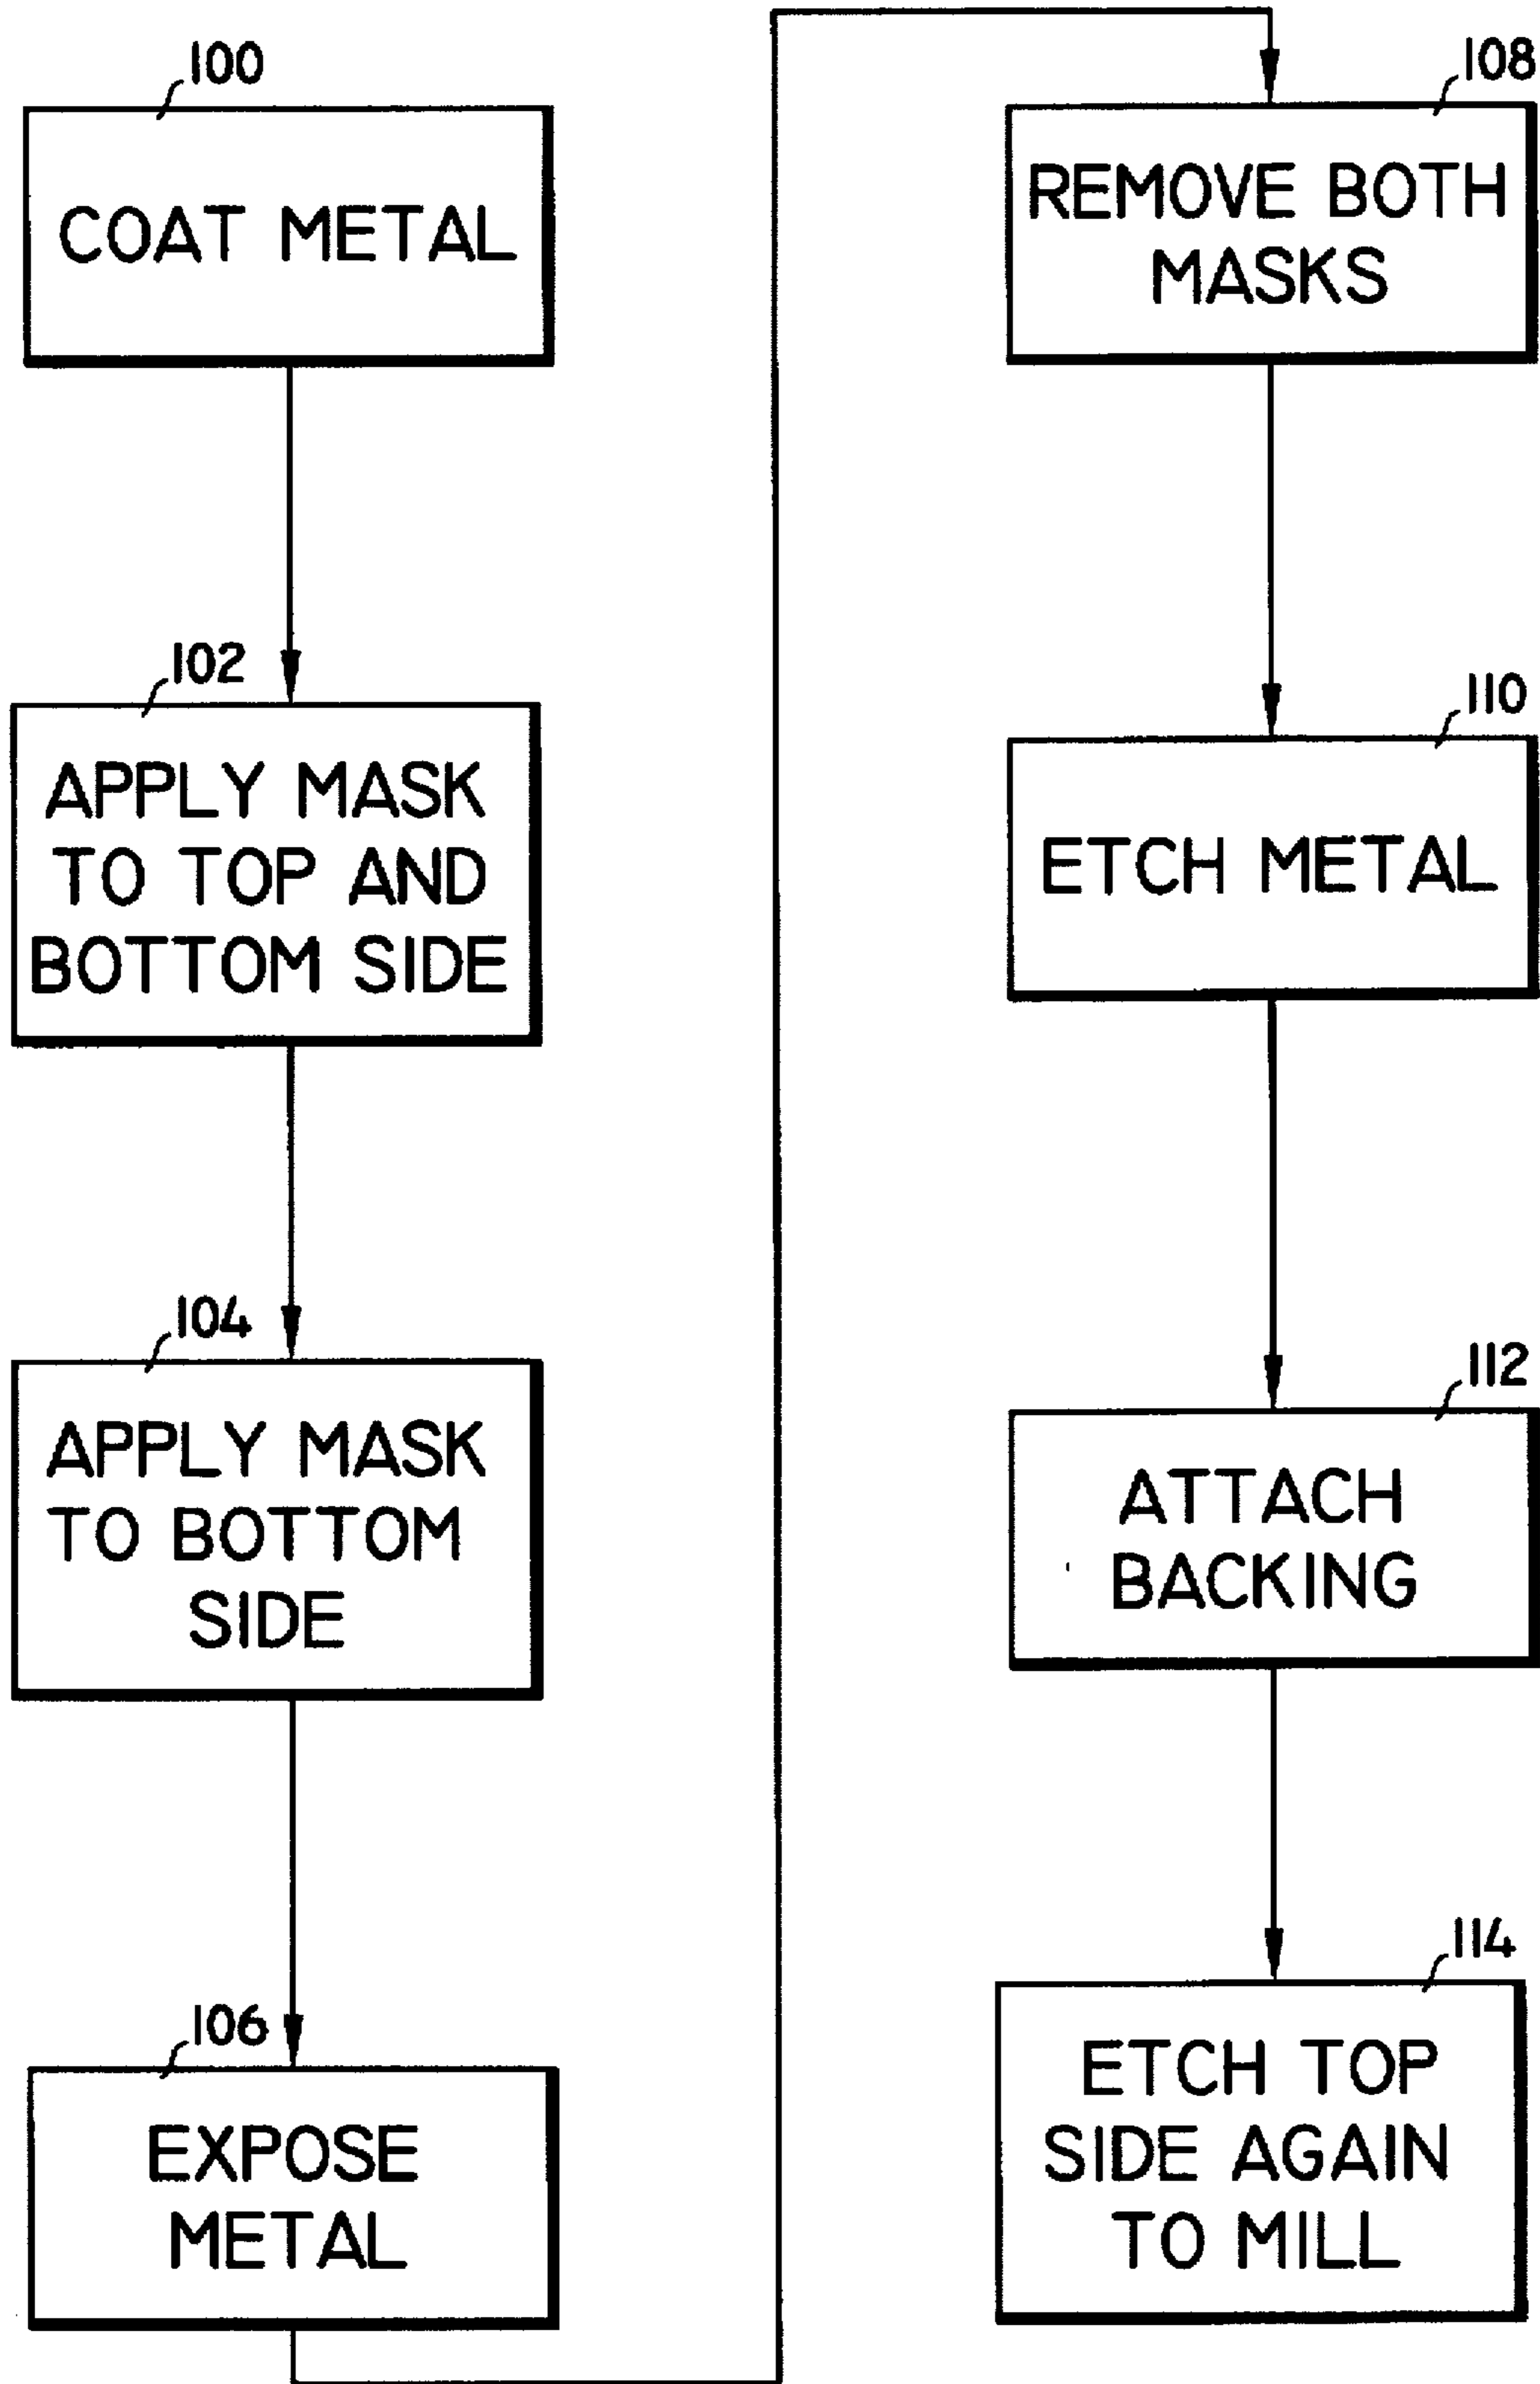 100
COAT METAL
102
APPLY MASK
TO TOP AND
BOTTOM SIDE
104
APPLY MASK
TO BOTTOM
SIDE
106
EXPOSE
METAL
108
REMOVE BOTH
MASKS
110
ETCH METAL
112
ATTACH
BACKING
114
ETCH TOP
SIDE AGAIN
TO MILL